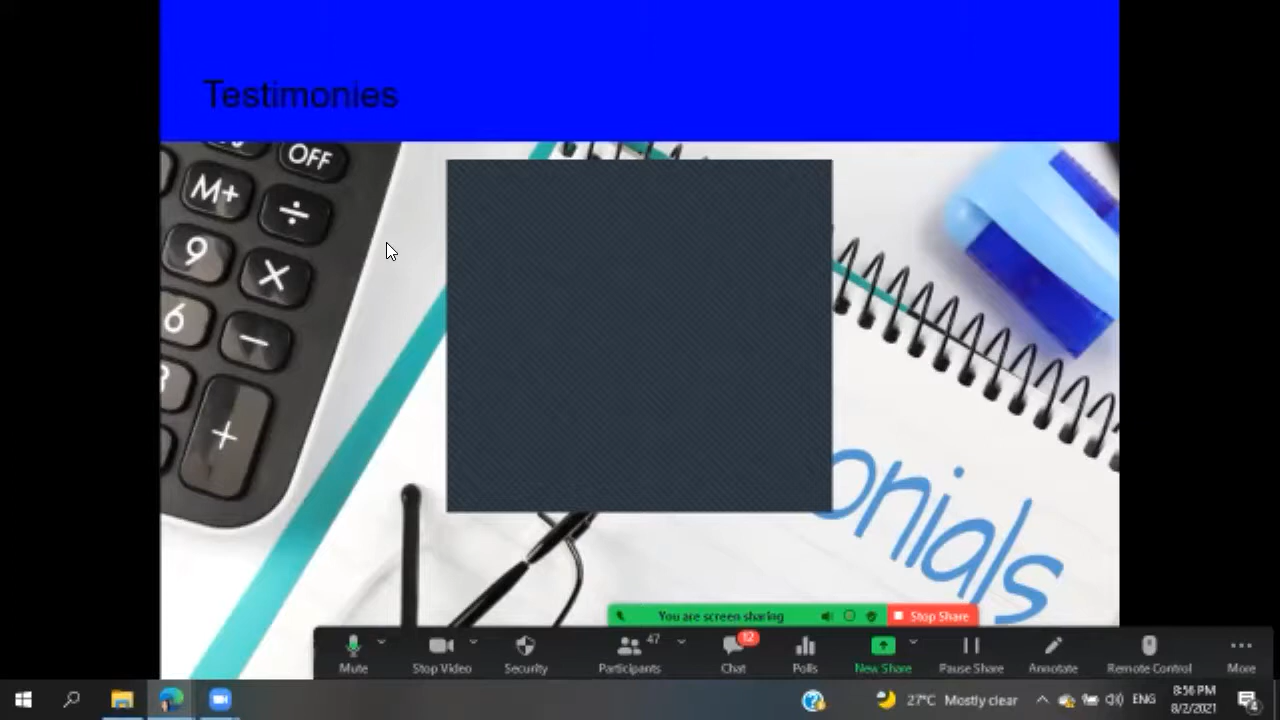 Testimonies
OFF
M+
÷
9
X
6
−
+
onials
You are screen sharing
Stop Share
47
12
Mute
Stop Video
Security
Participants
Chat
Polls
New Share
Pause Share
Annotate
Remote Control
More
27°C Mostly clear
ENG
8:56 PM
8/2/2021
4